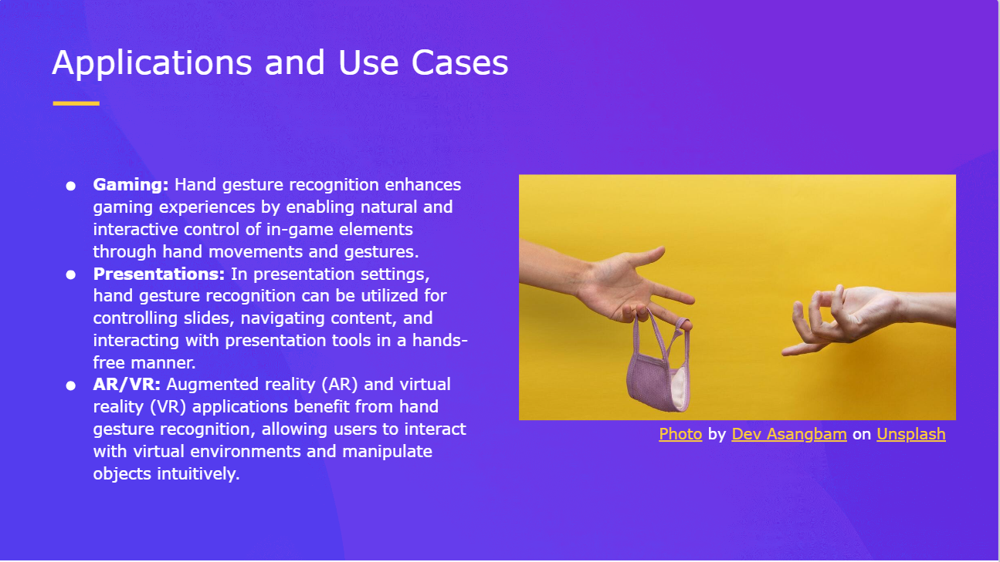 Applications and Use Cases
● Gaming: Hand gesture recognition enhances
gaming experiences by enabling natural and
interactive control of in-game elements
through hand movements and gestures.
● Presentations: In presentation settings,
hand gesture recognition can be utilized for
controlling slides, navigating content, and
interacting with presentation tools in a hands-
free manner.
● AR/VR: Augmented reality (AR) and virtual
reality (VR) applications benefit from hand
gesture recognition, allowing users to interact
with virtual environments and manipulate
objects intuitively.
Photo by Dev Asangbam on Unsplash